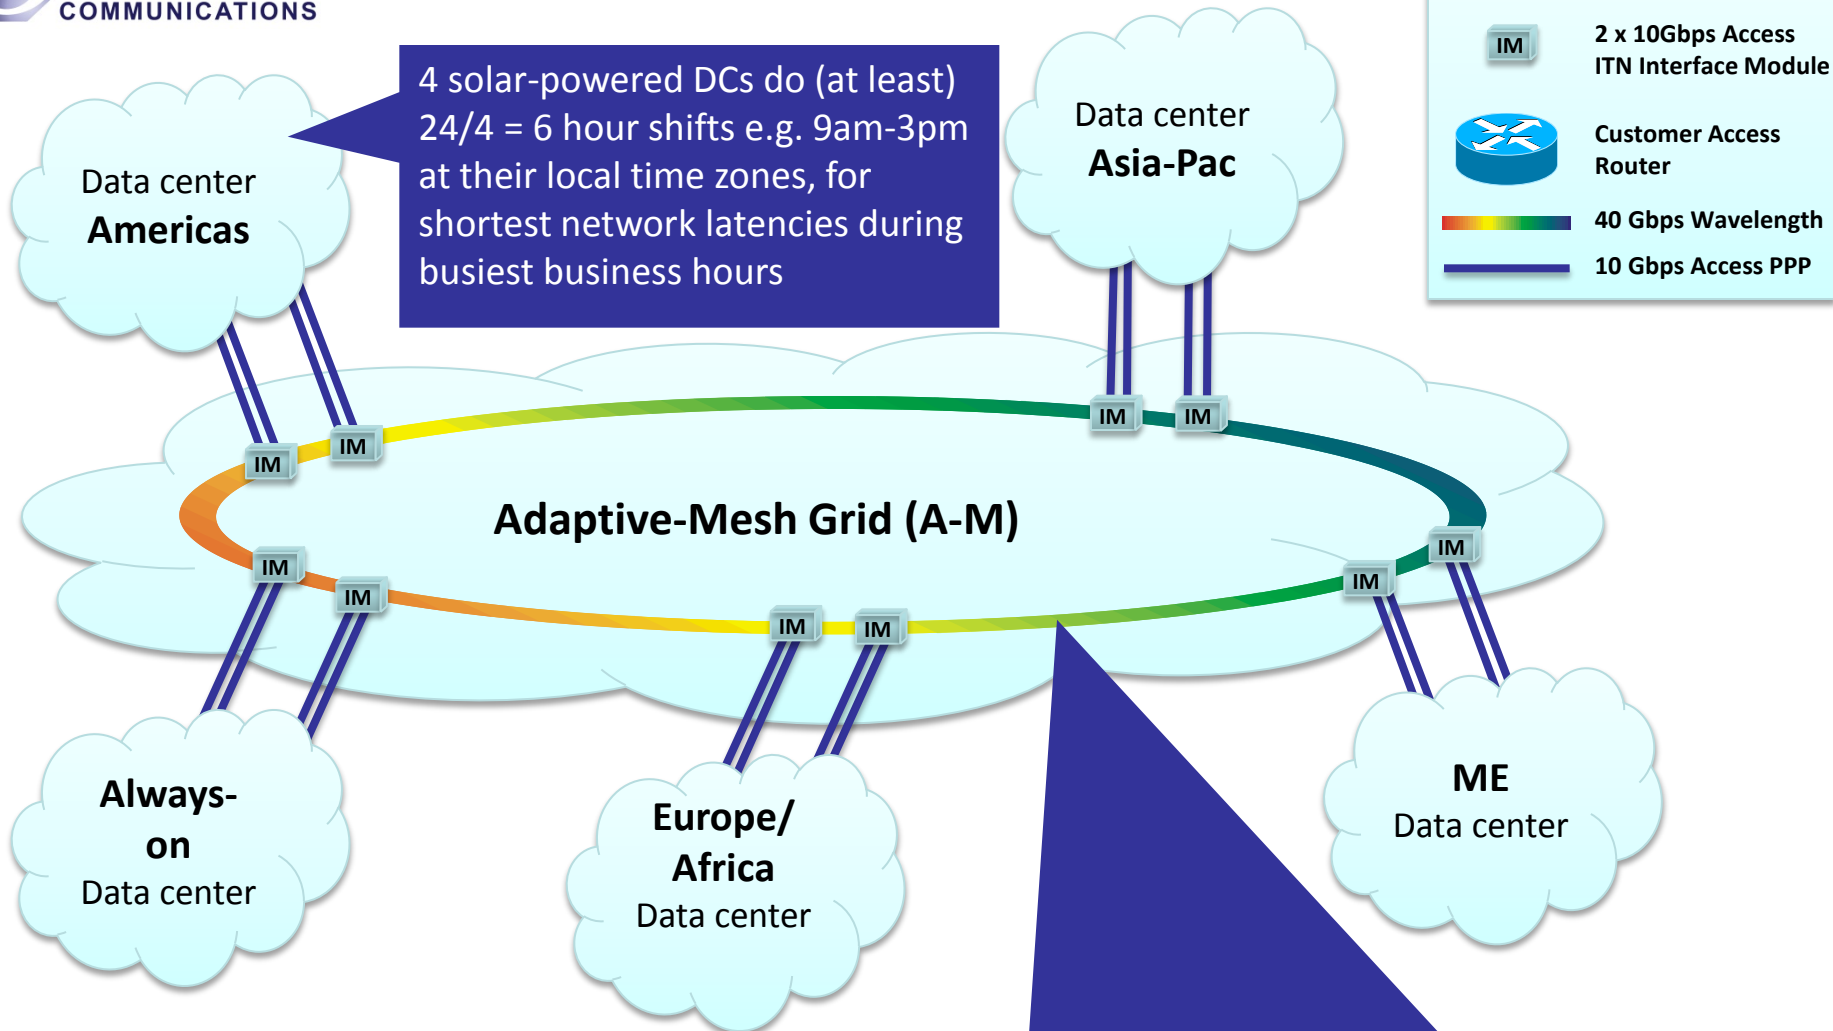 COMMUNICATIONS
4 solar-powered DCs do (at least)
24/4 = 6 hour shifts e.g. 9am-3pm
at their local time zones, for
shortest network latencies during
busiest business hours
Data center
Americas
Data center
Asia-Pac
IM
2 x 10Gbps Access
ITN Interface Module
Customer Access
Router
40 Gbps Wavelength
10 Gbps Access PPP
IM
IM
IM
IM
Adaptive-Mesh Grid (A-M)
IM
IM
IM
IM
IM
IM
Always-
on
Data center
Europe/
Africa
Data center
ME
Data center